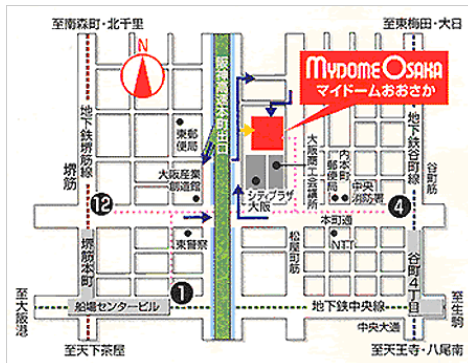 至南森町・北千里
至東梅田・大日
N
MYDOME OSAKA
マイドームおおさか
地下鉄堺筋線
阪神高速本町出口
地下鉄谷町線
堺筋
東郵便局
大阪産業創造館
シティプラザ大阪
大阪商工会議所
内本町郵便局
中央消防署
谷町筋
12
4
本町通
堺筋本町
東警察
松屋町筋
NTT
谷町4丁目
1
至大阪港
船場センタービル
地下鉄中央線
至生駒
中央大通
至天下茶屋
至天王寺・八尾南